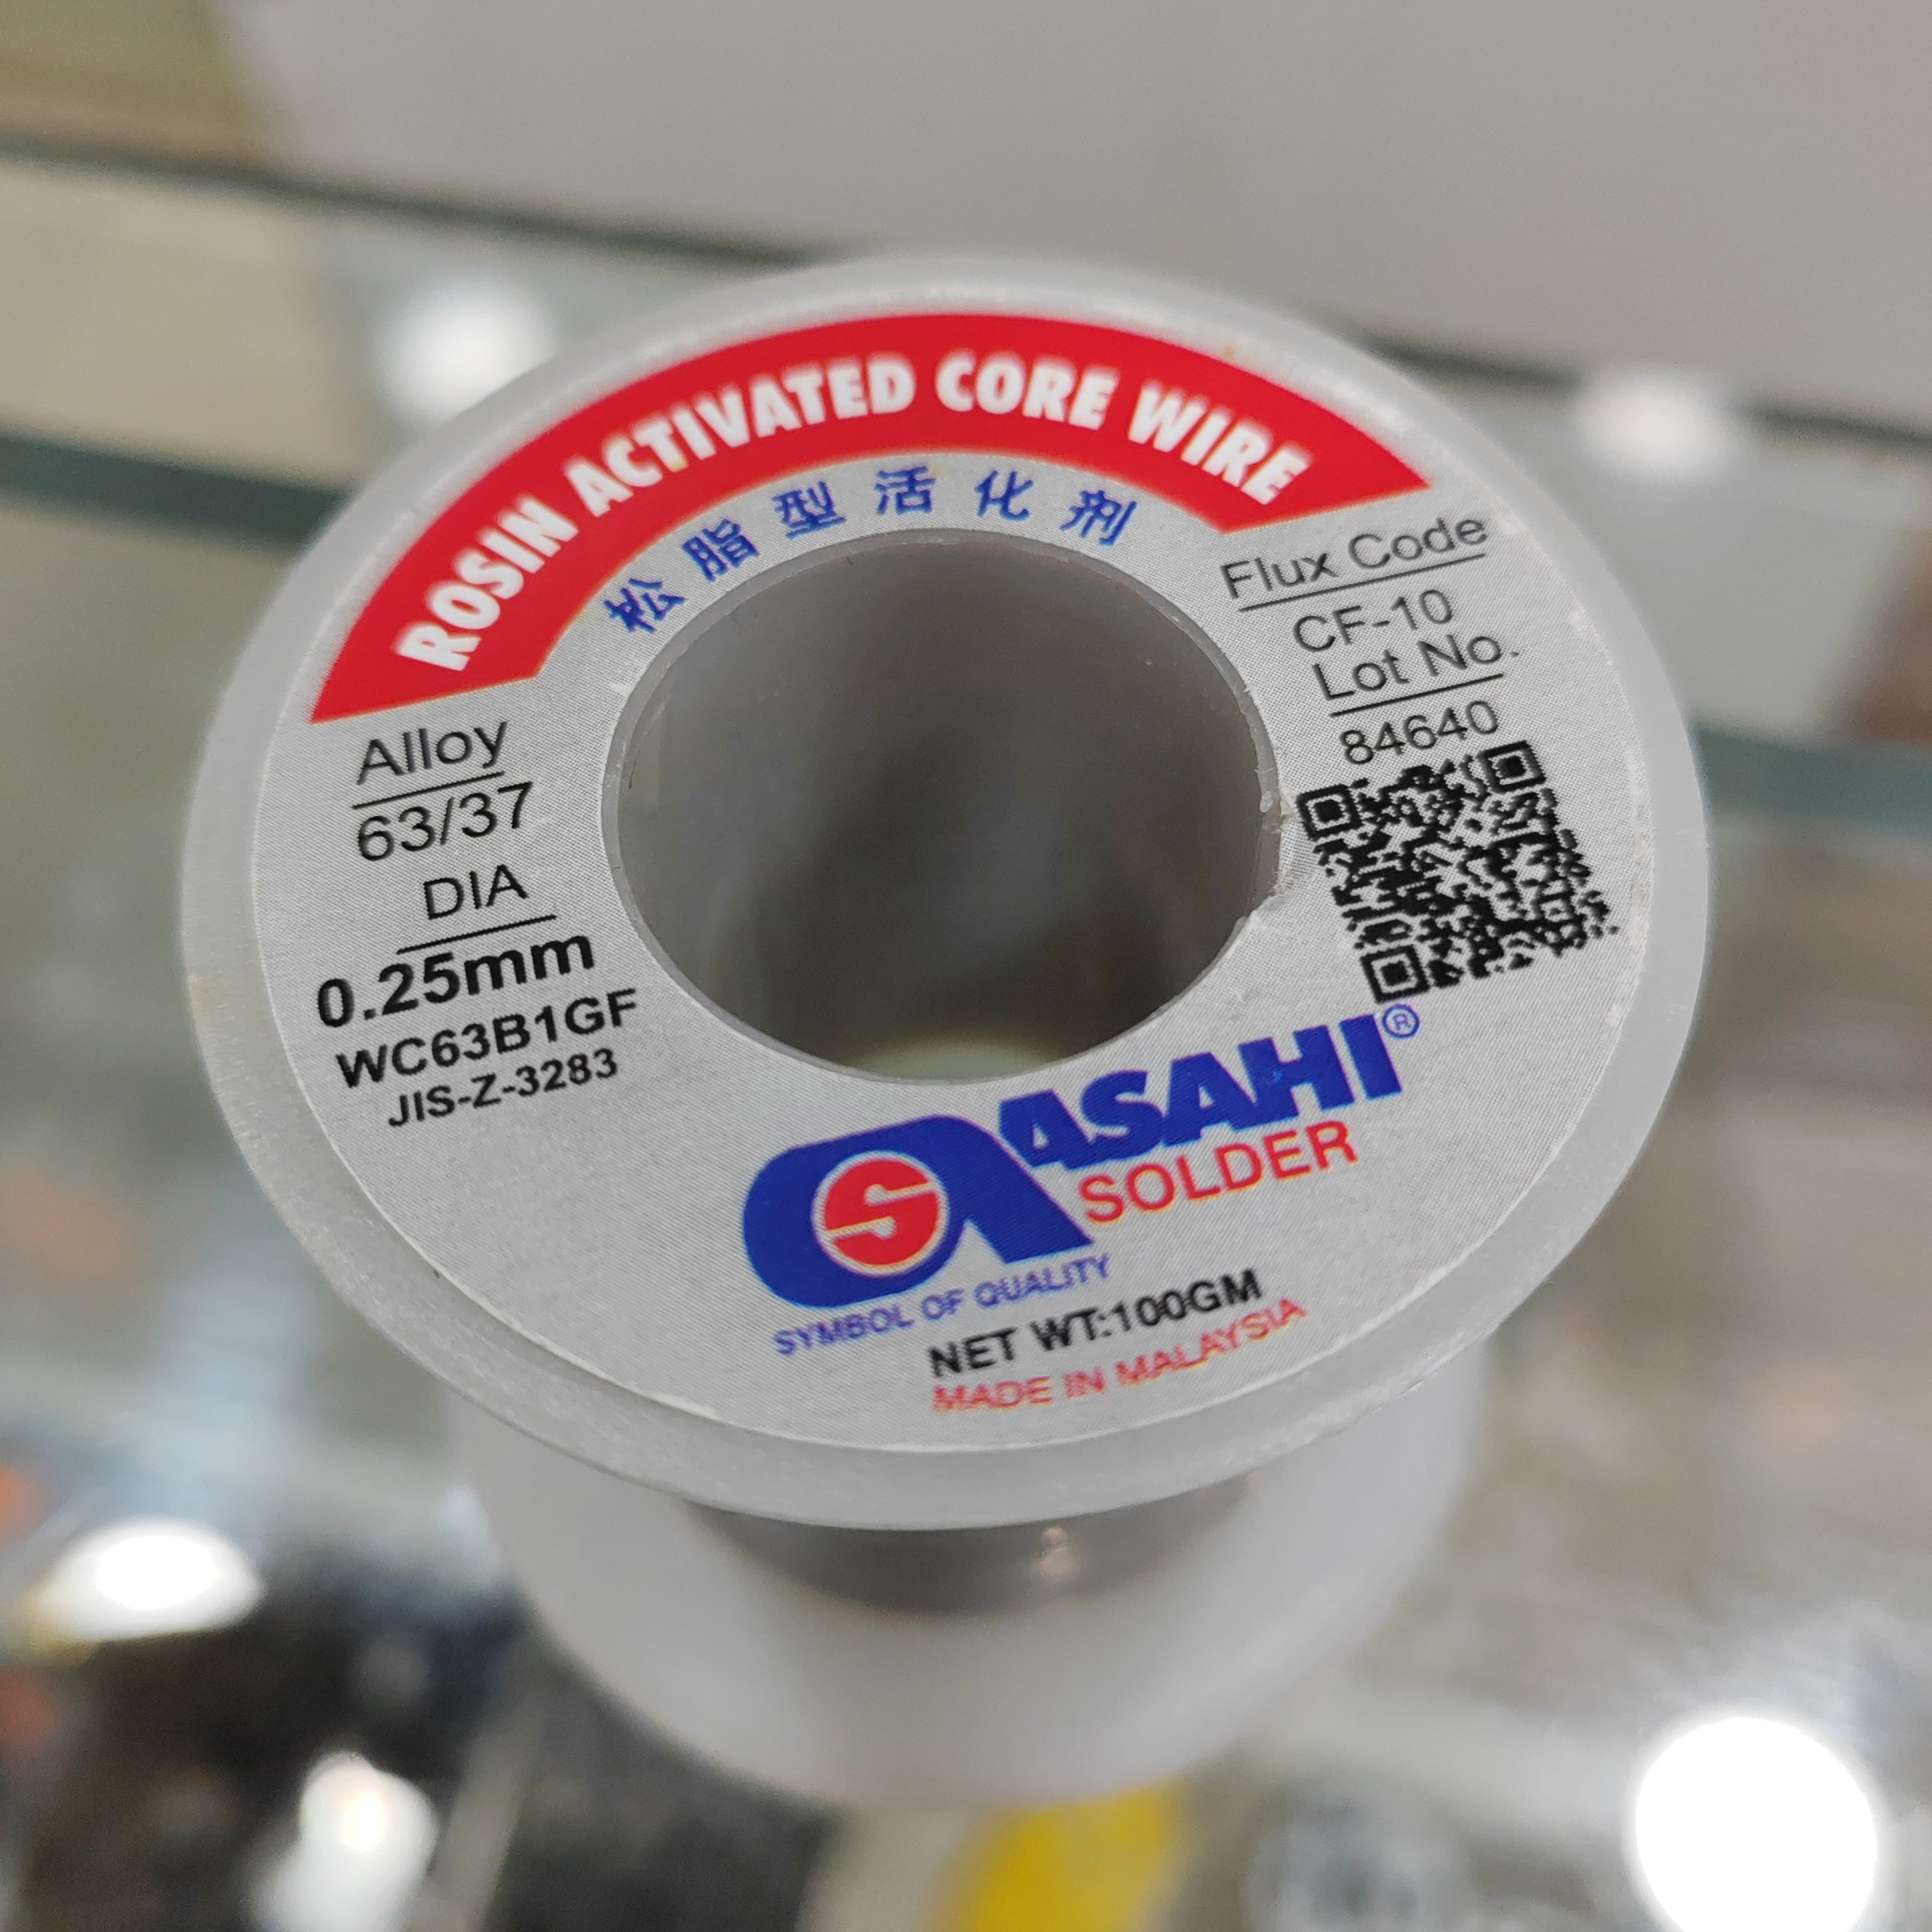 ROSIN ACTIVATED CORE WIRE
松脂型活化剂
Alloy
63/37
DIA
0.25mm
WC63B1GF
JIS-Z-3283
Flux Code
CF-10
Lot No.
84640
ASAHI®
SOLDER
S
SYMBOL OF QUALITY
NET WT:100GM
MADE IN MALAYSIA